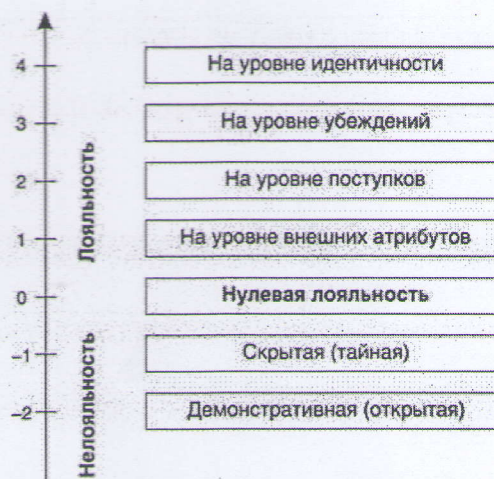 4 На уровне идентичности
3 На уровне убеждений
2 На уровне поступков
1 На уровне внешних атрибутов
0 Нулевая лояльность
−1 Скрытая (тайная)
−2 Демонстративная (открытая)
Лояльность
Нелояльность